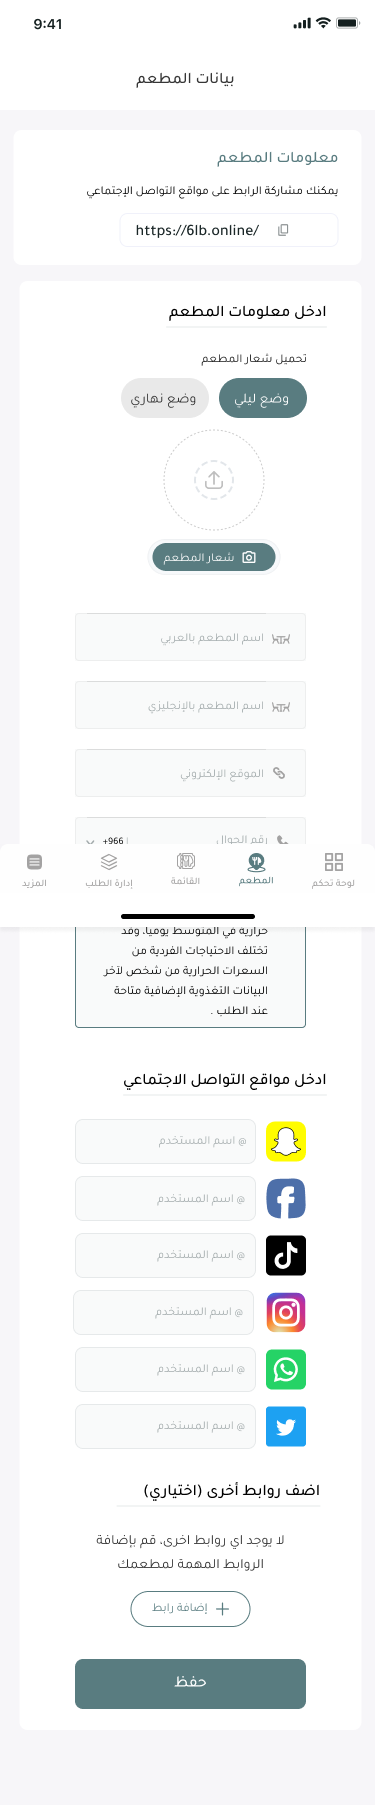 9:41
بيانات المطعم
معلومات المطعم
يمكنك مشاركة الرابط على مواقع التواصل الإجتماعي
https://6lb.online/
ادخل معلومات المطعم
تحميل شعار المطعم
وضع ليلي
وضع نهاري
شعار المطعم
اسم المطعم بالعربي
اسم المطعم بالإنجليزي
الموقع الإلكتروني
رقم الجوال
+966
لوحة تحكم
المطعم
القائمة
إدارة الطلب
المزيد
حرارية في المتوسط يوميا، وقد
تختلف الاحتياجات الفردية من
السعرات الحرارية من شخص لآخر
البيانات التغذوية الإضافية متاحة
عند الطلب .
ادخل مواقع التواصل الاجتماعي
@ اسم المستخدم
@ اسم المستخدم
@ اسم المستخدم
@ اسم المستخدم
@ اسم المستخدم
@ اسم المستخدم
اضف روابط أخرى (اختياري)
لا يوجد اي روابط اخرى، قم بإضافة
الروابط المهمة لمطعمك
إضافة رابط
حفظ